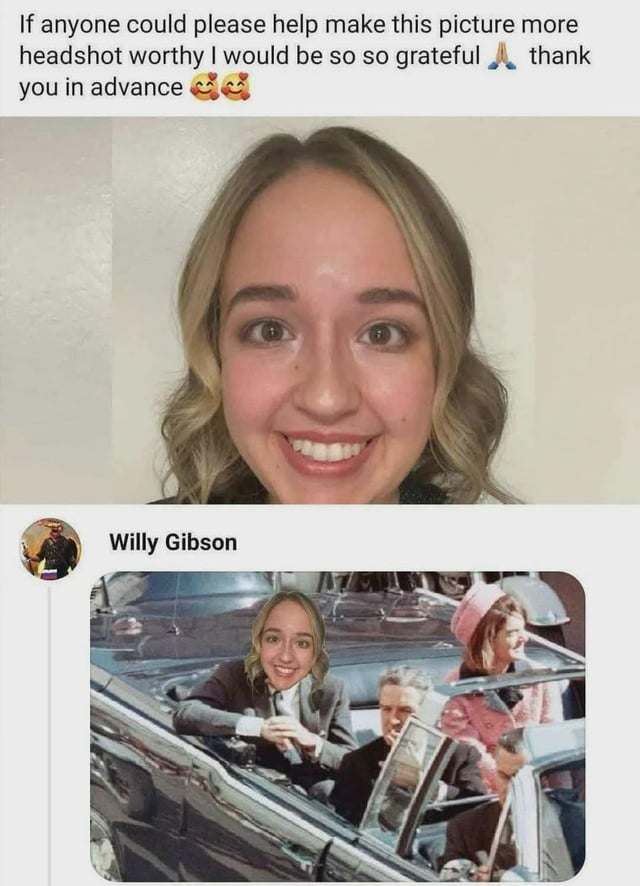 If anyone could please help make this picture more
headshot worthy I would be so so grateful 🙏🏼 thank
you in advance 🥰🥰
Willy Gibson